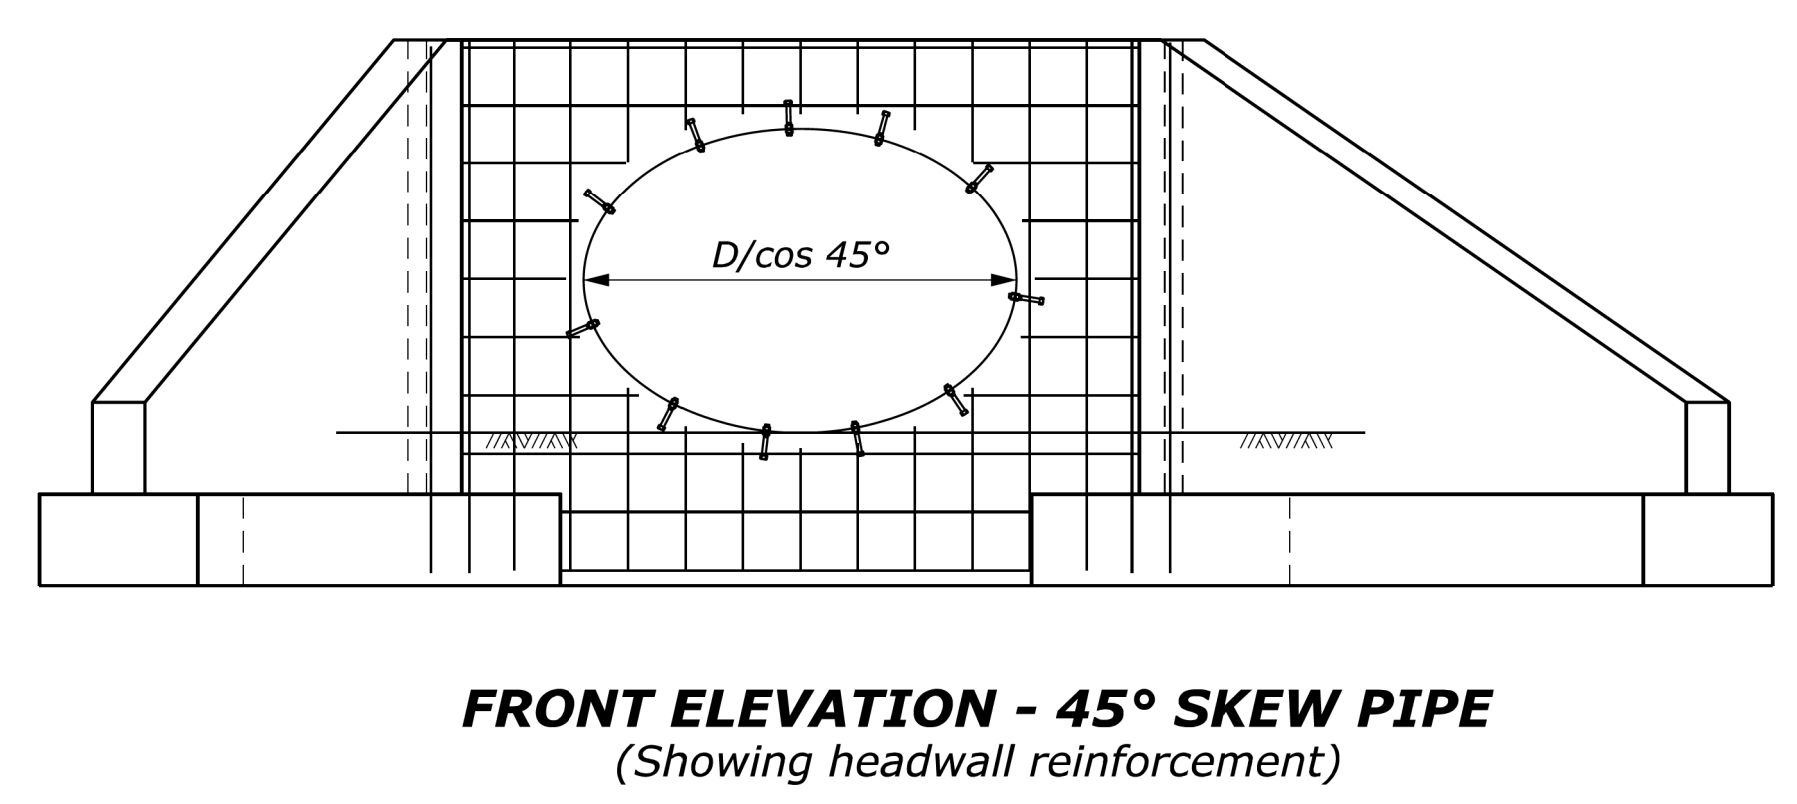 D/cos 45°
FRONT ELEVATION - 45° SKEW PIPE
(Showing headwall reinforcement)